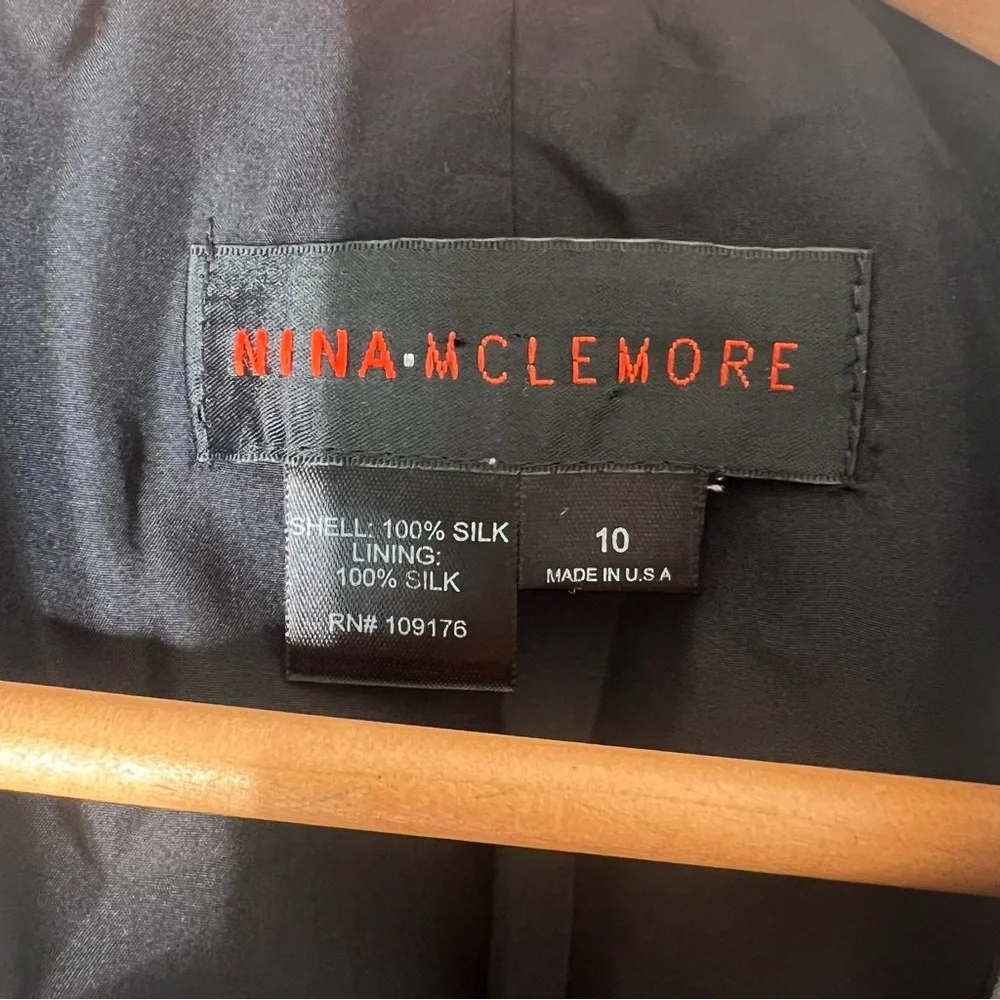 NINA·MCLEMORE
SHELL: 100% SILK
LINING:
100% SILK
RN# 109176
10
MADE IN U.S.A